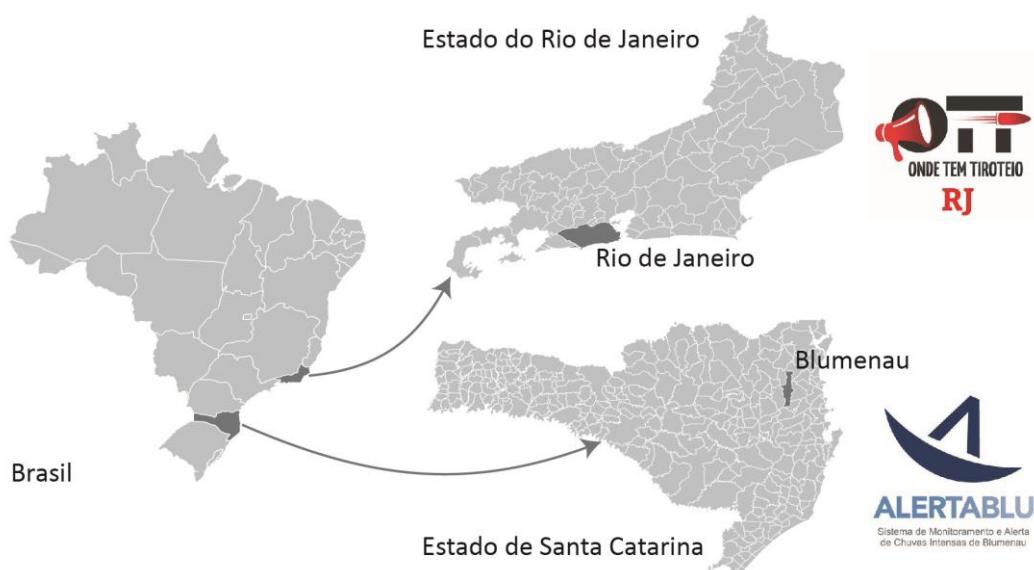 Estado do Rio de Janeiro
OTT
ONDE TEM TIROTEIO
RJ
Rio de Janeiro
Blumenau
Brasil
ALERTABLU
Sistema de Monitoramento e Alerta
de Chuvas Intensas de Blumenau
Estado de Santa Catarina